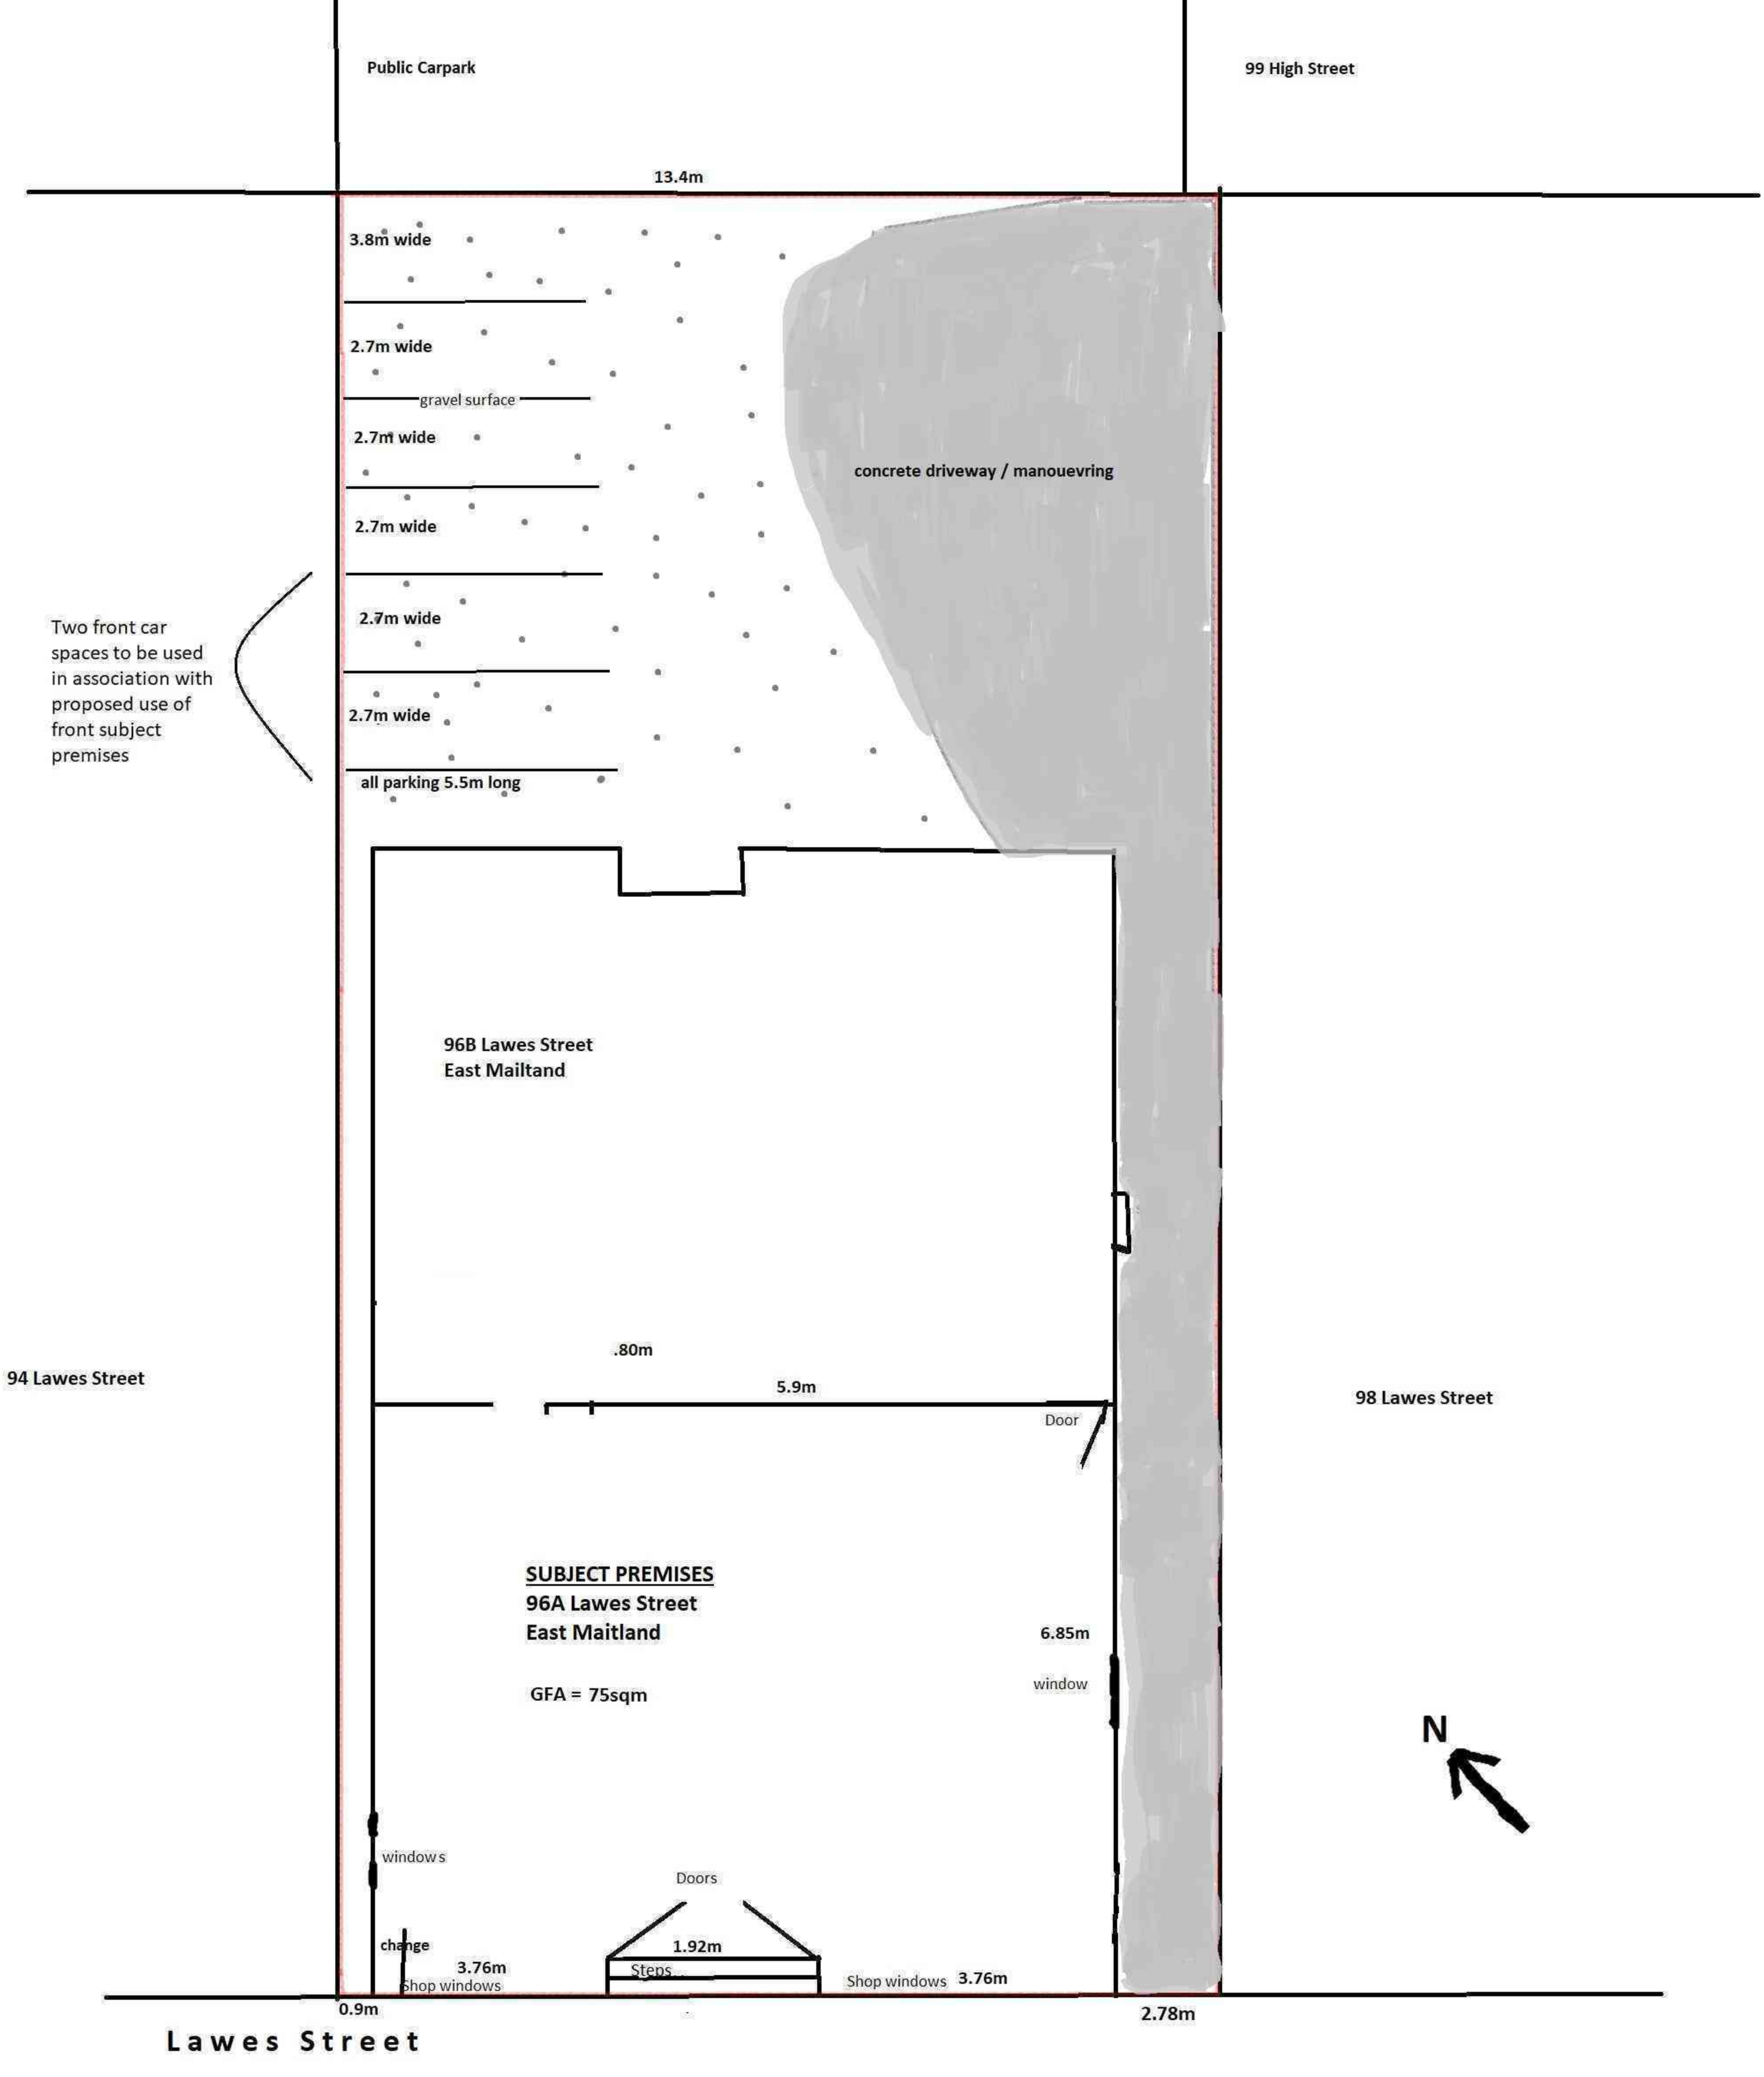 Public Carpark
99 High Street
13.4m
3.8m wide
2.7m wide
gravel surface
2.7m wide
concrete driveway / manouevring
2.7m wide
2.7m wide
Two front car
spaces to be used
in association with
proposed use of
front subject
premises
2.7m wide
all parking 5.5m long
96B Lawes Street
East Mailtand
.80m
94 Lawes Street
5.9m
98 Lawes Street
Door
SUBJECT PREMISES
96A Lawes Street
East Maitland
6.85m
window
GFA = 75sqm
N
windows
Doors
change
1.92m
3.76m
Steps
Shop windows
Shop windows 3.76m
0.9m
2.78m
Lawes Street